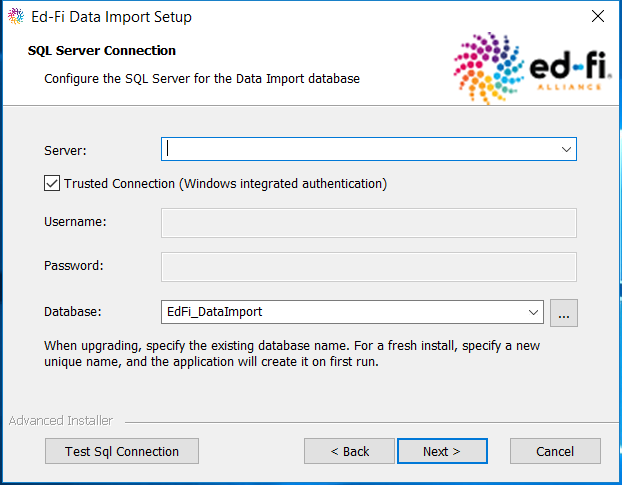 Ed-Fi Data Import Setup
SQL Server Connection
Configure the SQL Server for the Data Import database
ed-fi®
ALLIANCE
Server:
Trusted Connection (Windows integrated authentication)
Username:
Password:
Database: EdFi_DataImport ...
When upgrading, specify the existing database name. For a fresh install, specify a new
unique name, and the application will create it on first run.
Advanced Installer
Test Sql Connection < Back Next > Cancel